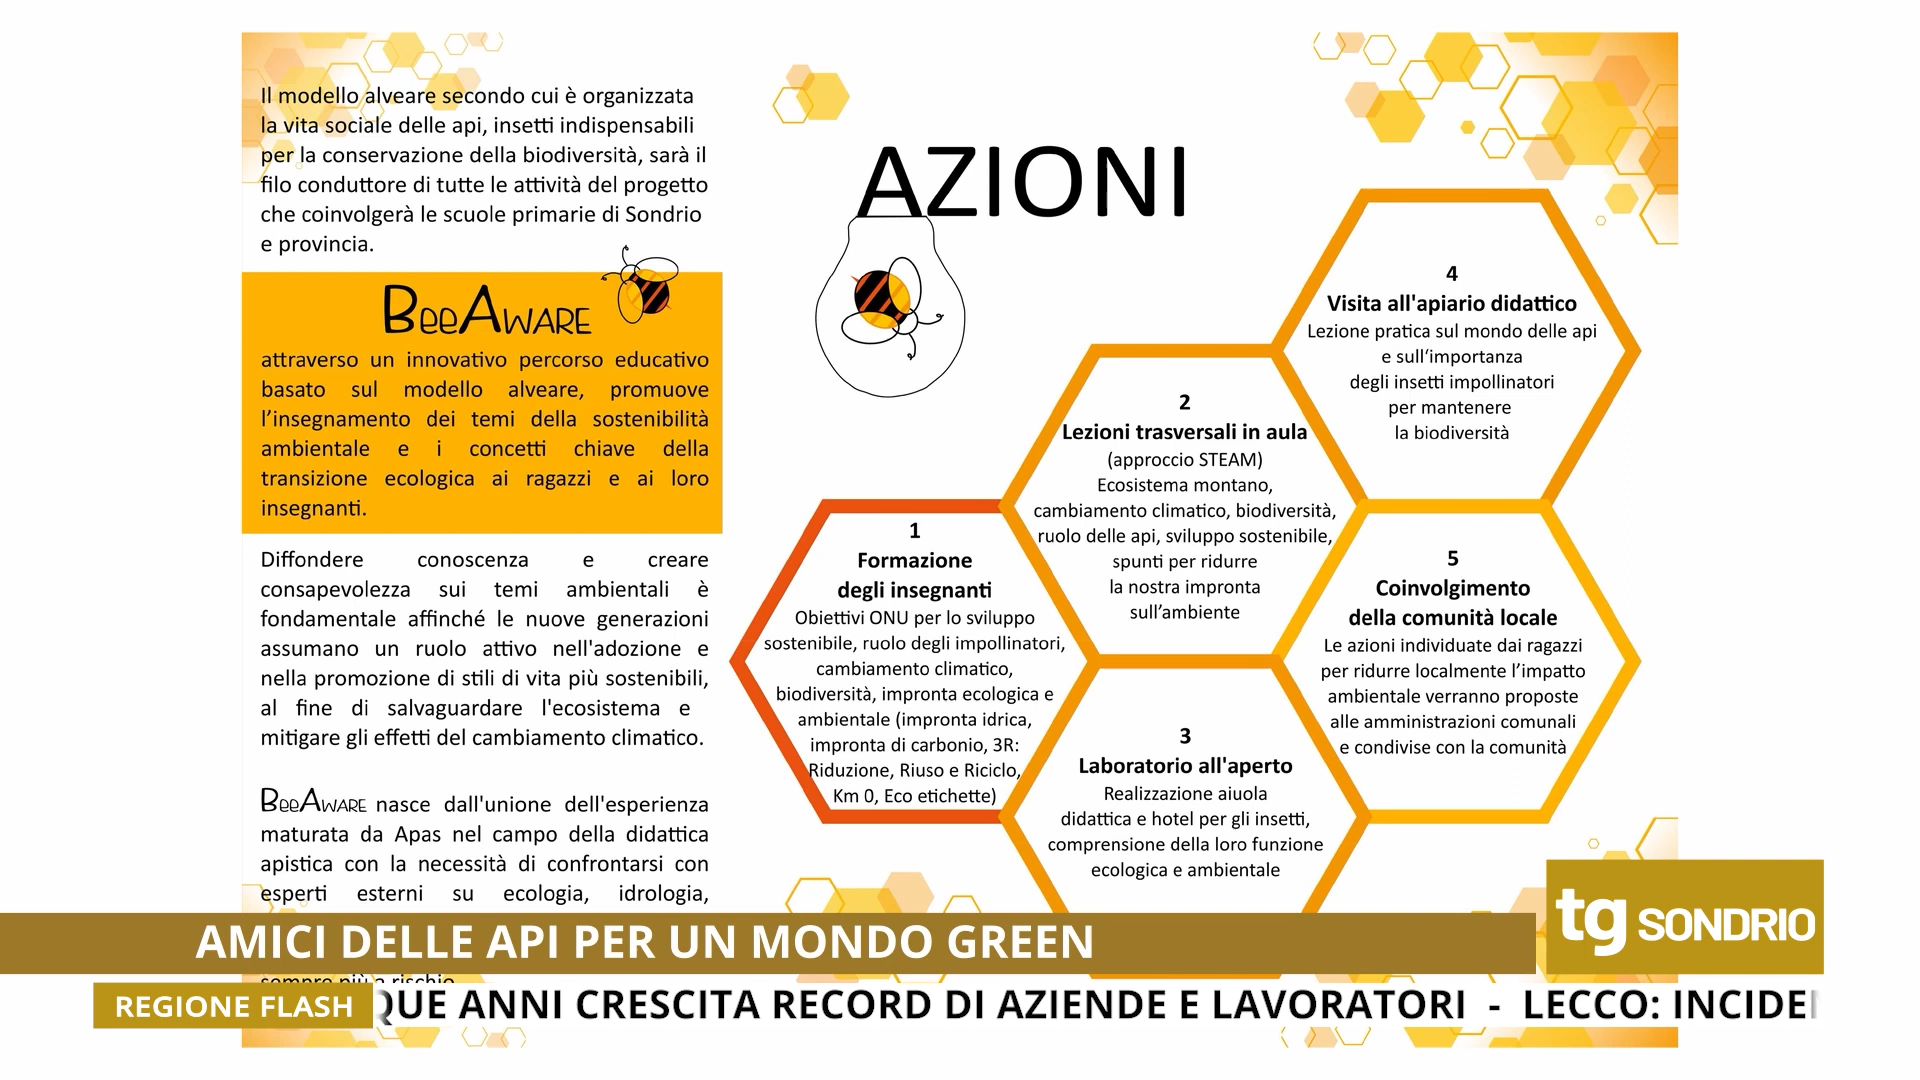 Il modello alveare secondo cui è organizzata
la vita sociale delle api, insetti indispensabili
per la conservazione della biodiversità, sarà il
filo conduttore di tutte le attività del progetto
che coinvolgerà le scuole primarie di Sondrio
e provincia.
BeeAware
attraverso un innovativo percorso educativo
basato sul modello alveare, promuove
l’insegnamento dei temi della sostenibilità
ambientale e i concetti chiave della
transizione ecologica ai ragazzi e ai loro
insegnanti.
Diffondere conoscenza e creare
consapevolezza sui temi ambientali è
fondamentale affinché le nuove generazioni
assumano un ruolo attivo nell'adozione e
nella promozione di stili di vita più sostenibili,
al fine di salvaguardare l'ecosistema e
mitigare gli effetti del cambiamento climatico.
BeeAware nasce dall'unione dell'esperienza
maturata da Apas nel campo della didattica
apistica con la necessità di confrontarsi con
esperti esterni su ecologia, idrologia,
sempre più a rischio
AZIONI
1
Formazione
degli insegnanti
Obiettivi ONU per lo sviluppo
sostenibile, ruolo degli impollinatori,
cambiamento climatico,
biodiversità, impronta ecologica e
ambientale (impronta idrica,
impronta di carbonio, 3R:
Riduzione, Riuso e Riciclo,
Km 0, Eco etichette)
2
Lezioni trasversali in aula
(approccio STEAM)
Ecosistema montano,
cambiamento climatico, biodiversità,
ruolo delle api, sviluppo sostenibile,
spunti per ridurre
la nostra impronta
sull’ambiente
3
Laboratorio all'aperto
Realizzazione aiuola
didattica e hotel per gli insetti,
comprensione della loro funzione
ecologica e ambientale
4
Visita all'apiario didattico
Lezione pratica sul mondo delle api
e sull‘importanza
degli insetti impollinatori
per mantenere
la biodiversità
5
Coinvolgimento
della comunità locale
Le azioni individuate dai ragazzi
per ridurre localmente l’impatto
ambientale verranno proposte
alle amministrazioni comunali
e condivise con la comunità
AMICI DELLE API PER UN MONDO GREEN
tg SONDRIO
REGIONE FLASH
QUE ANNI CRESCITA RECORD DI AZIENDE E LAVORATORI - LECCO: INCIDE